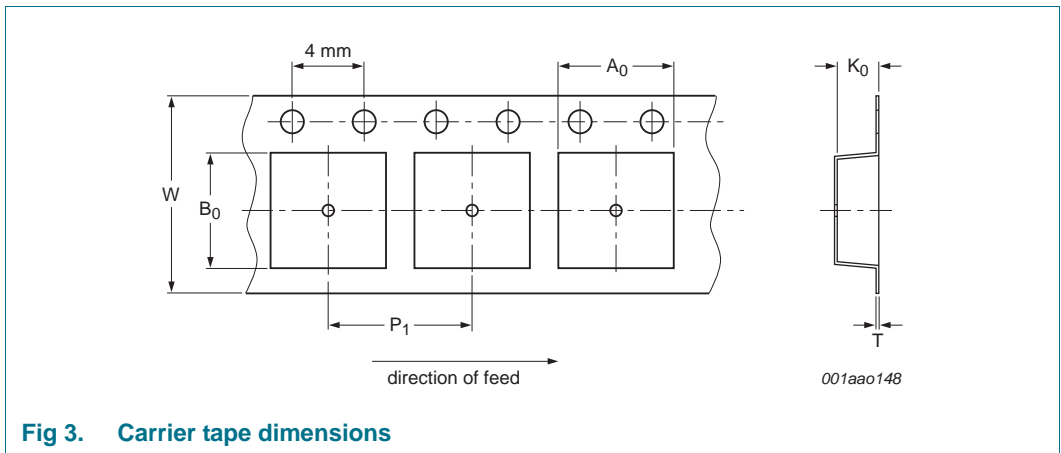 4 mm
A0
K0
W
B0
P1
T
direction of feed
001aao148
Fig 3. Carrier tape dimensions